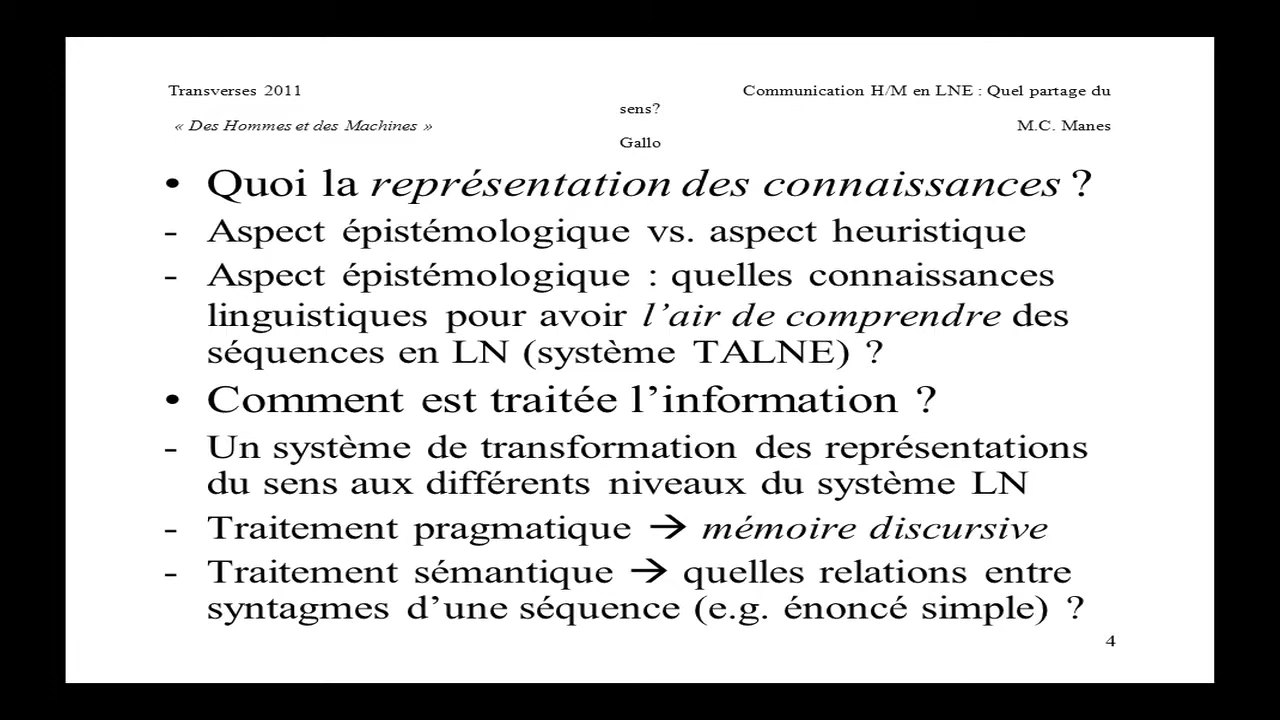 Transverses 2011 Communication H/M en LNE : Quel partage du
sens?
« Des Hommes et des Machines » M.C. Manes
Gallo
• Quoi la représentation des connaissances ?
- Aspect épistémologique vs. aspect heuristique
- Aspect épistémologique : quelles connaissances
linguistiques pour avoir l’air de comprendre des
séquences en LN (système TALNE) ?
• Comment est traitée l’information ?
- Un système de transformation des représentations
du sens aux différents niveaux du système LN
- Traitement pragmatique → mémoire discursive
- Traitement sémantique → quelles relations entre
syntagmes d’une séquence (e.g. énoncé simple) ?
4